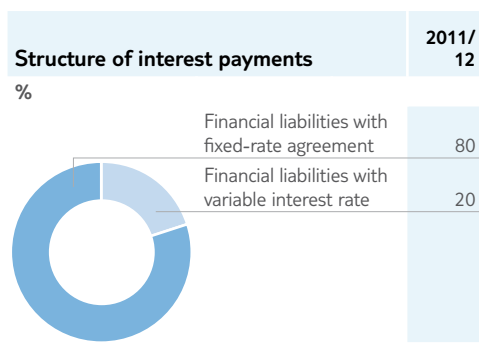 2011/
Structure of interest payments 12
%
Financial liabilities with
fixed-rate agreement 80
Financial liabilities with
variable interest rate 20